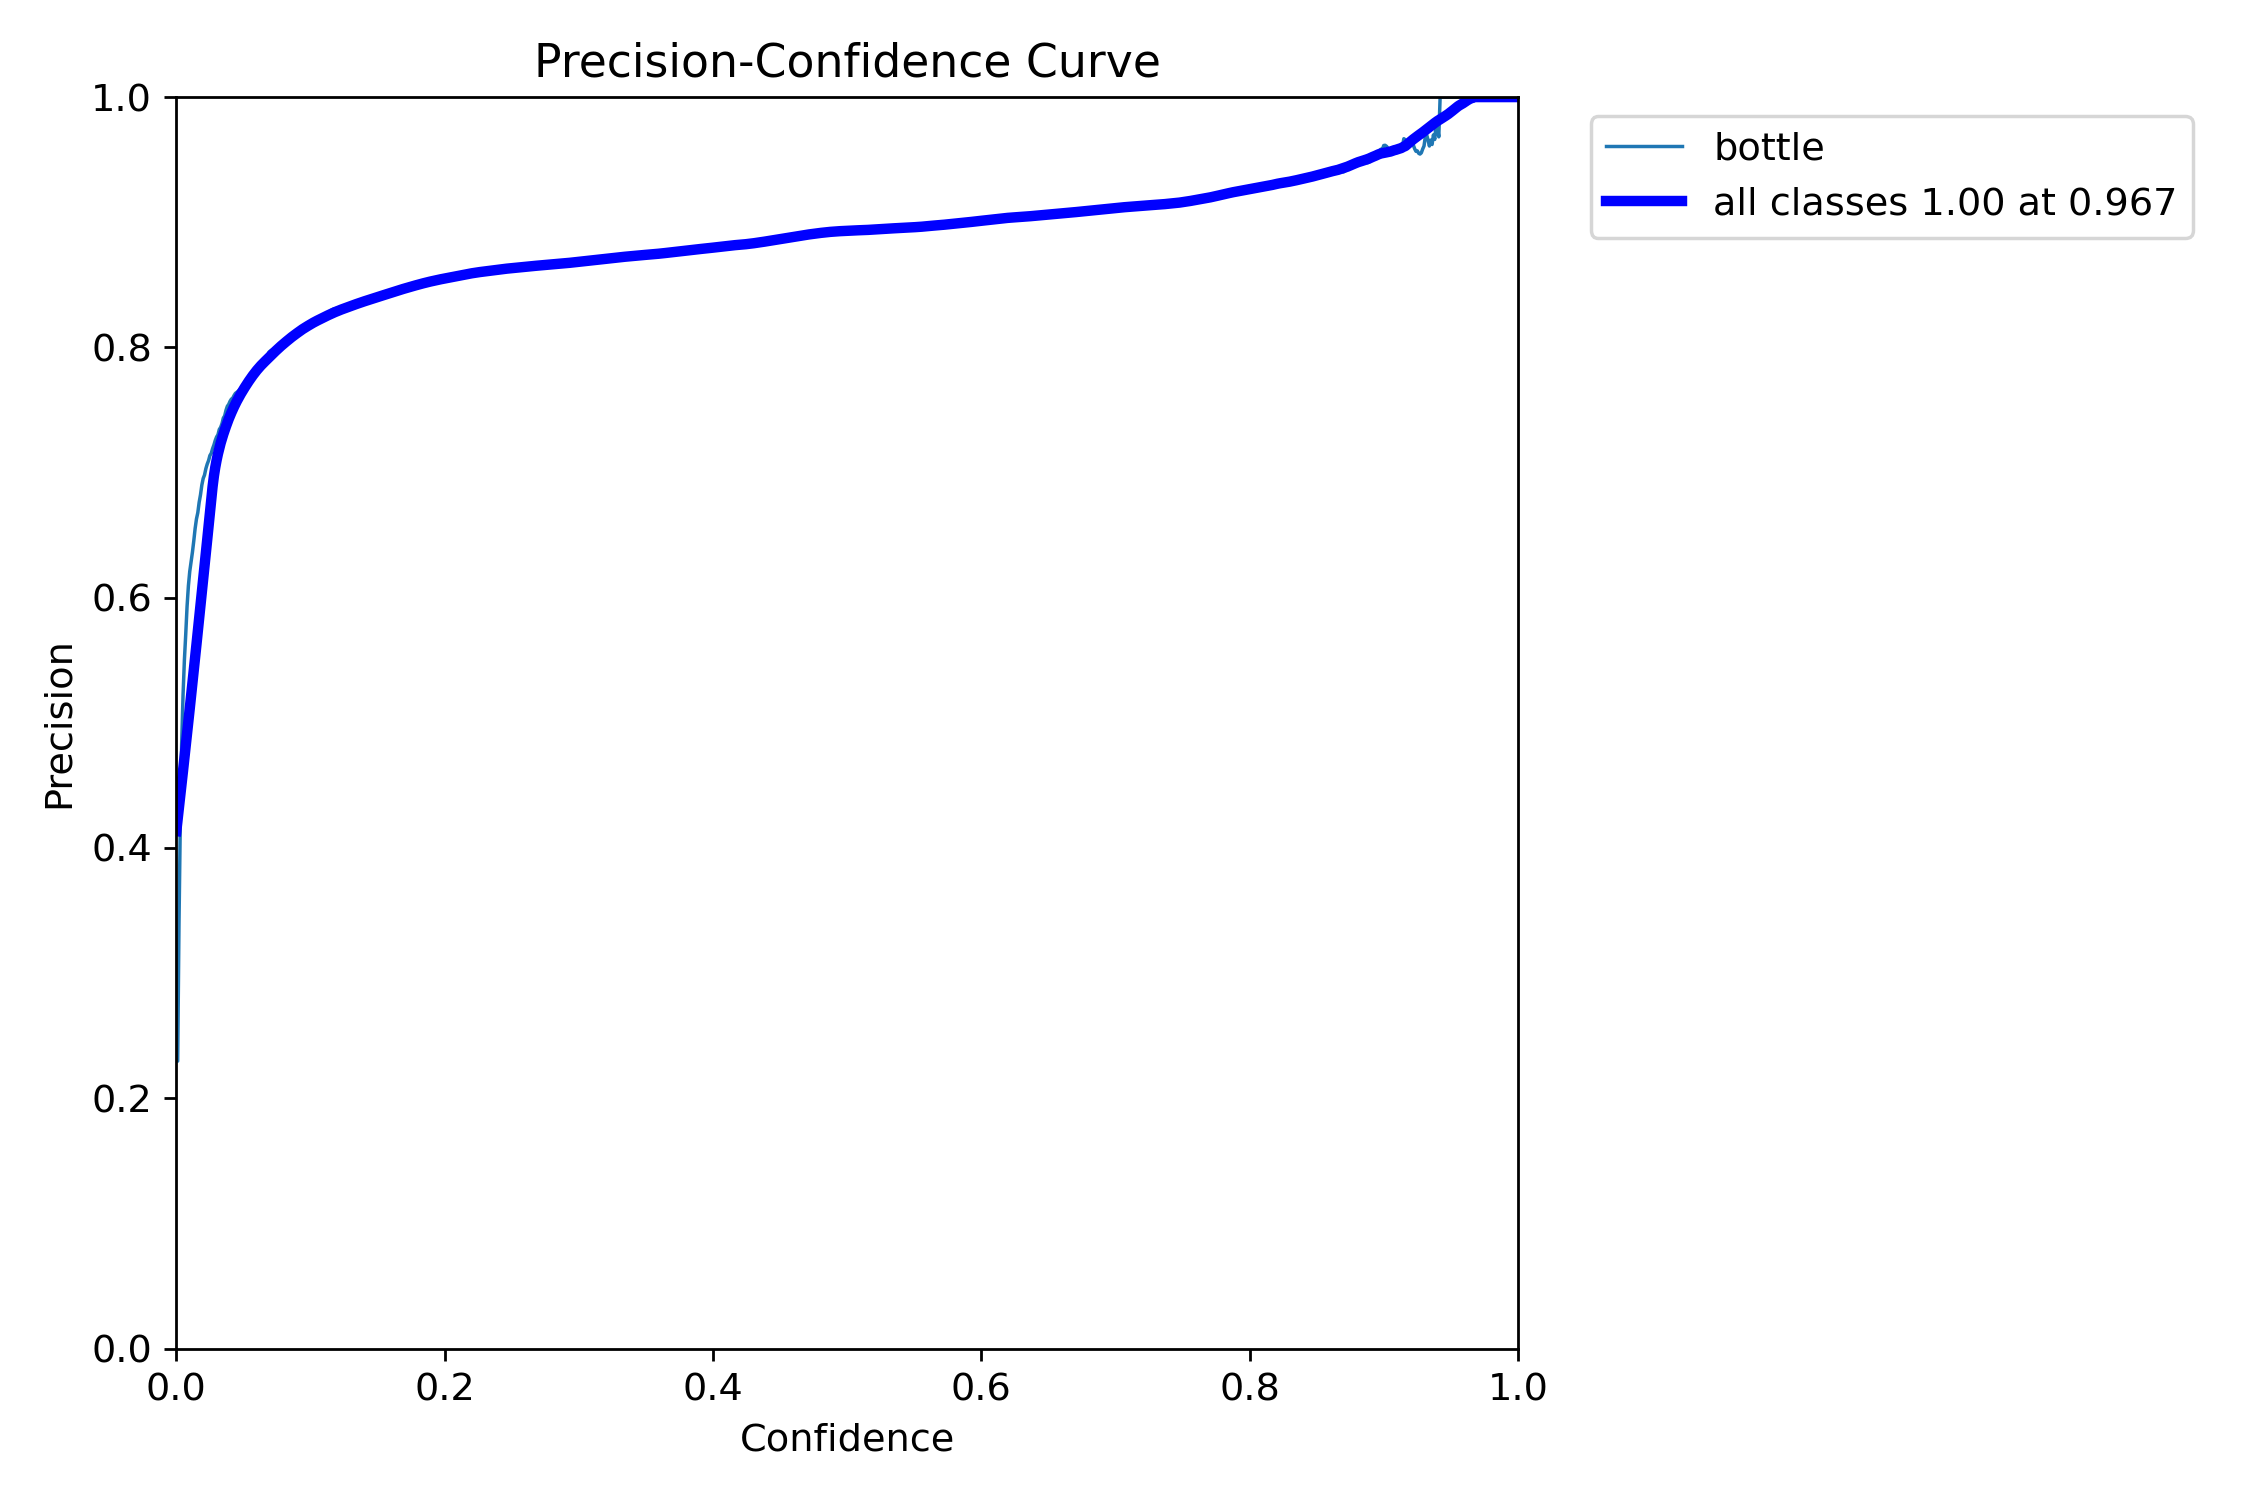 Precision-Confidence Curve
1.0
0.8
0.6
0.4
0.2
0.0
Precision
0.0 0.2 0.4 0.6 0.8 1.0
Confidence
bottle
all classes 1.00 at 0.967